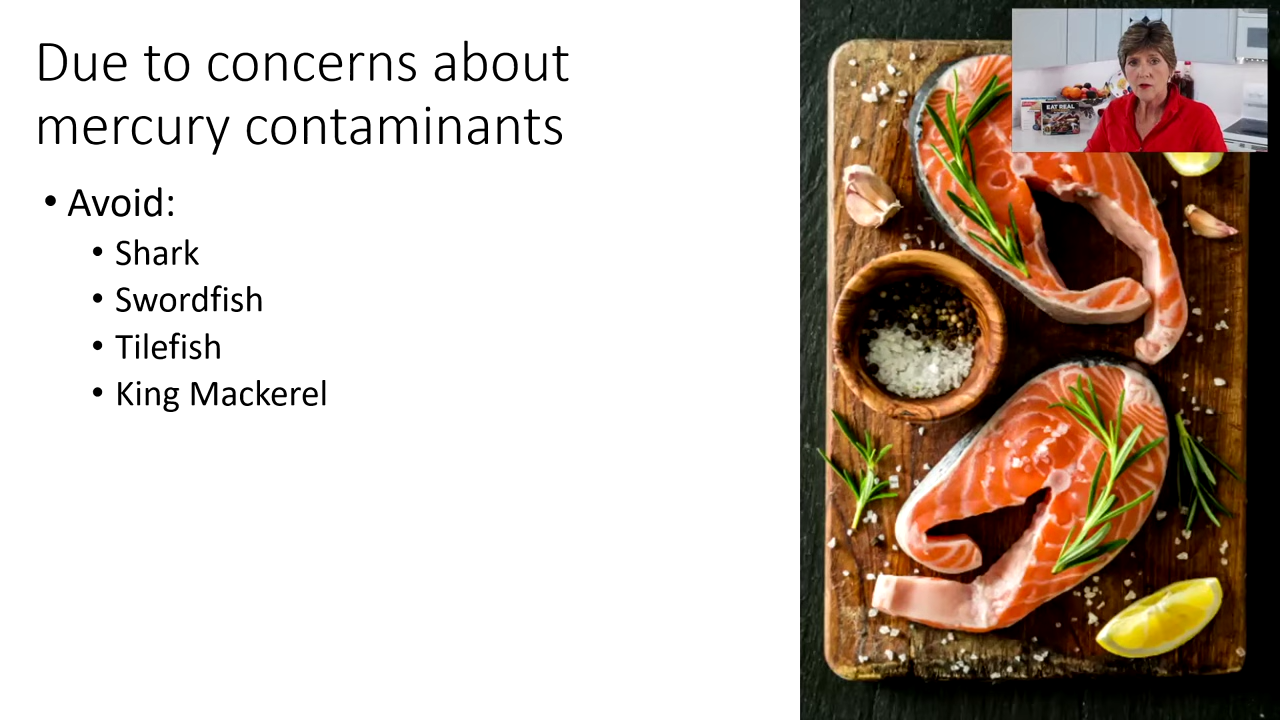 Due to concerns about
mercury contaminants
• Avoid:
• Shark
• Swordfish
• Tilefish
• King Mackerel
EAT REAL